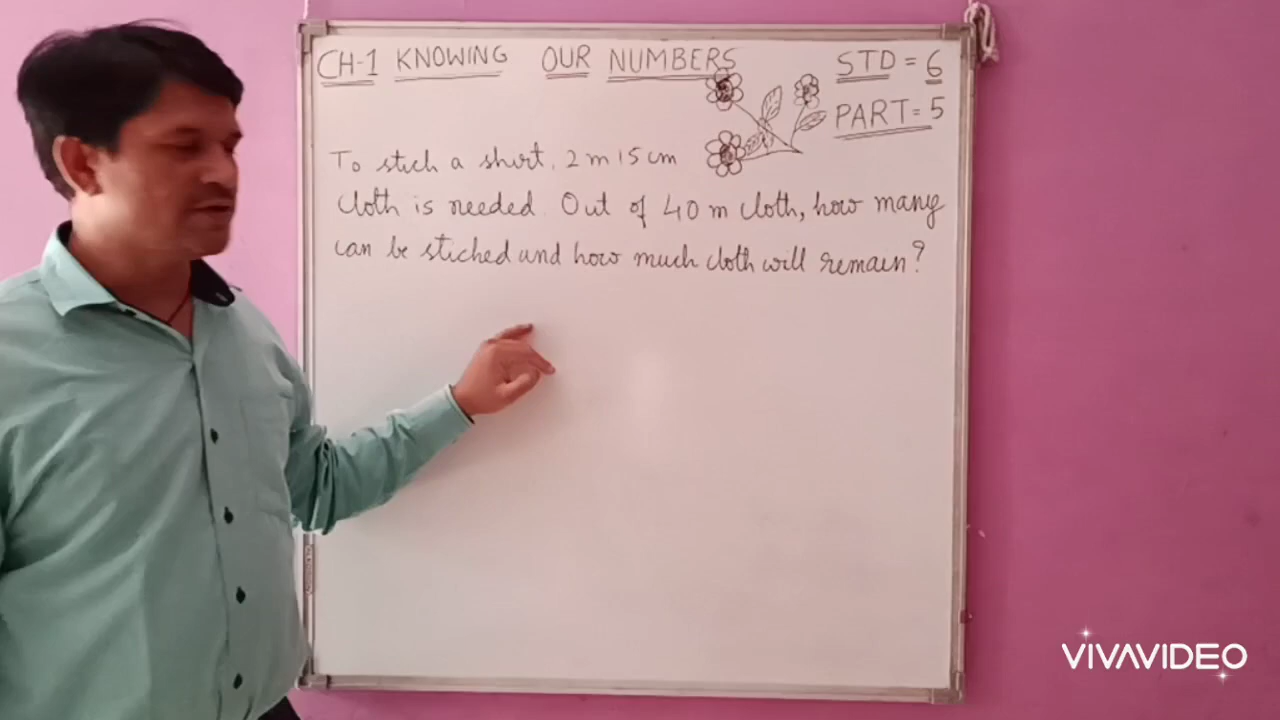 CH-1 KNOWING OUR NUMBERS
STD = 6
PART = 5
To stich a shirt, 2 m 15 cm
cloth is needed. Out of 40 m cloth, how many
can be stiched and how much cloth will remain?
VIVAVIDEO